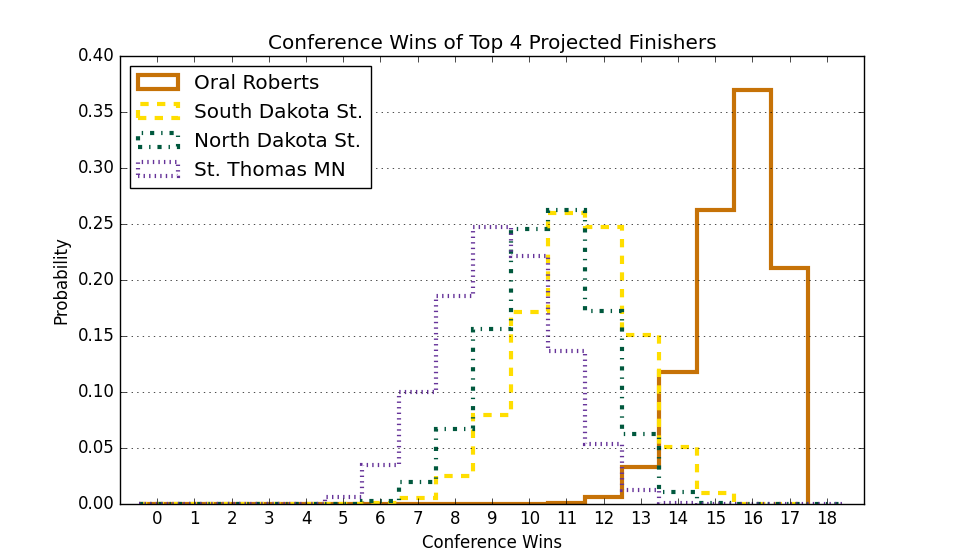 Conference Wins of Top 4 Projected Finishers
0.40
0.35
0.30
0.25
0.20
0.15
0.10
0.05
0.00
Probability
Oral Roberts
South Dakota St.
North Dakota St.
St. Thomas MN
0 1 2 3 4 5 6 7 8 9 10 11 12 13 14 15 16 17 18
Conference Wins